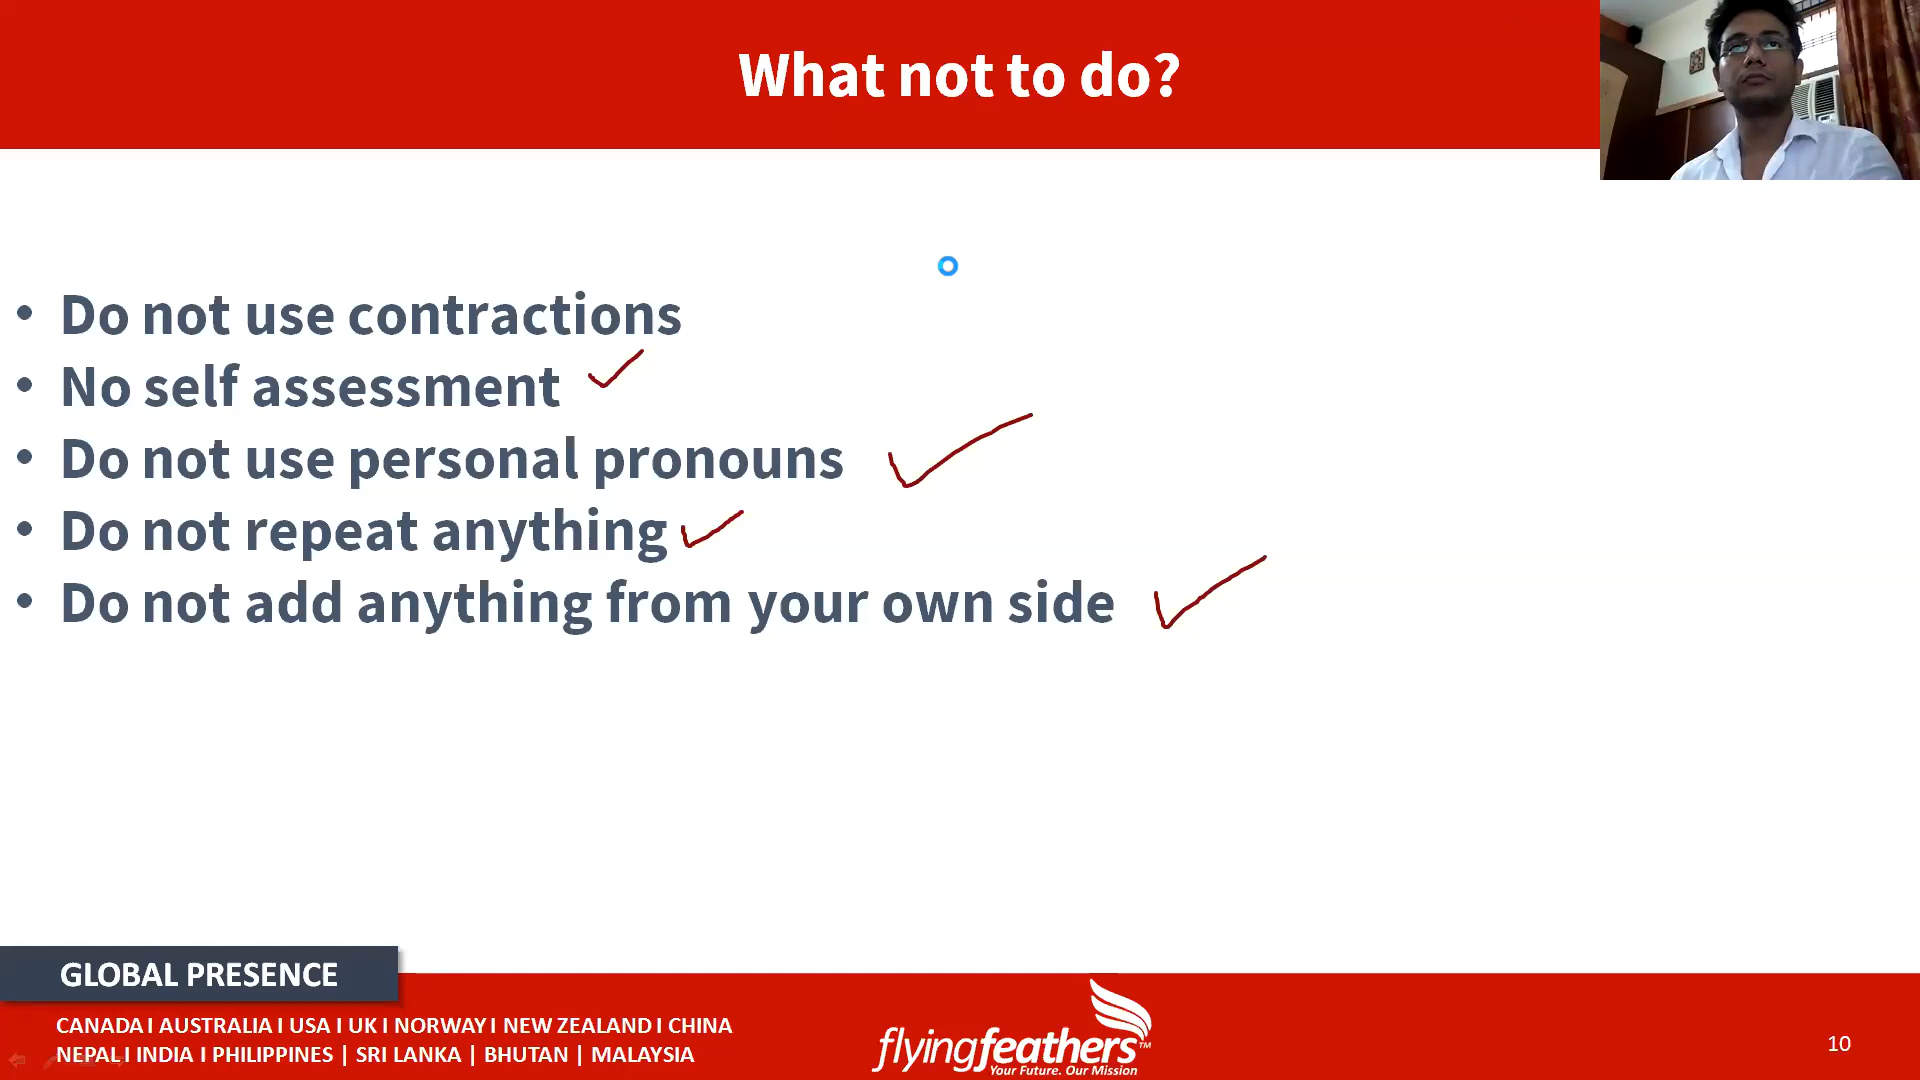 What not to do?
• Do not use contractions
• No self assessment
• Do not use personal pronouns
• Do not repeat anything
• Do not add anything from your own side
GLOBAL PRESENCE
CANADA I AUSTRALIA I USA I UK I NORWAY I NEW ZEALAND I CHINA
NEPAL I INDIA I PHILIPPINES | SRI LANKA | BHUTAN | MALAYSIA
flyingfeathers™
Your Future. Our Mission
10